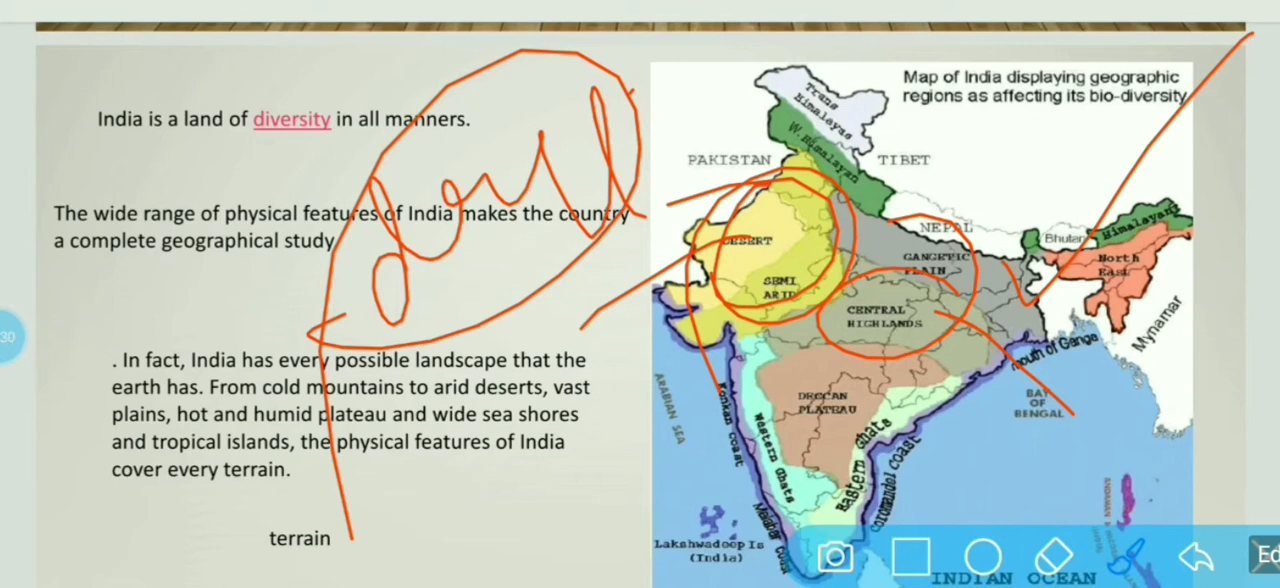 India is a land of diversity in all manners.
The wide range of physical features of India makes the country
a complete geographical study
. In fact, India has every possible landscape that the
earth has. From cold mountains to arid deserts, vast
plains, hot and humid plateau and wide sea shores
and tropical islands, the physical features of India
cover every terrain.
terrain
Map of India displaying geographic
regions as affecting its bio-diversity
Trans
Himalayas
W. Himalayan
PAKISTAN
TIBET
NEPAL
Bhutan
Himalayan
North
East
Mynamar
DESERT
SEMI
ARID
GANGETIC
PLAIN
CENTRAL
HIGHLANDS
mouth of Ganga
DECCAN
PLATEAU
BAY
OF
BENGAL
ARABIAN SEA
Konkan Coast
Western Ghats
Eastern Ghats
Coromandel Coast
Malabar Coast
Lakshwadeep Is
(India)
INDIAN OCEAN
30
Ed